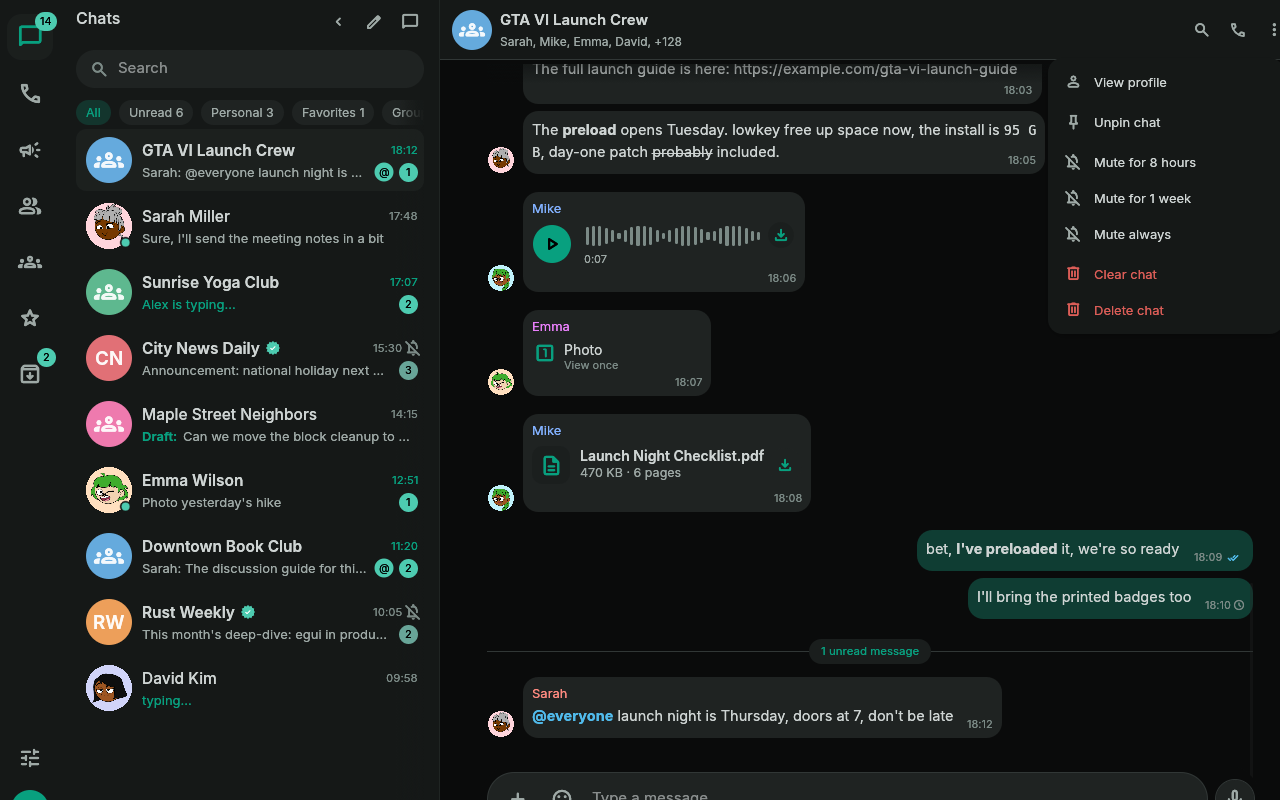 14
Chats
Search
All
Unread 6
Personal 3
Favorites 1
Grou
GTA VI Launch Crew
18:12
Sarah: @everyone launch night is ...
@
1
Sarah Miller
17:48
Sure, I'll send the meeting notes in a bit
Sunrise Yoga Club
17:07
Alex is typing...
2
CN
City News Daily
15:30
Announcement: national holiday next ...
3
2
Maple Street Neighbors
14:15
Draft: Can we move the block cleanup to ...
Emma Wilson
12:51
Photo yesterday's hike
1
Downtown Book Club
11:20
Sarah: The discussion guide for thi...
@
2
RW
Rust Weekly
10:05
This month's deep-dive: egui in produ...
2
David Kim
09:58
typing...
GTA VI Launch Crew
Sarah, Mike, Emma, David, +128
The full launch guide is here: https://example.com/gta-vi-launch-guide
18:03
The preload opens Tuesday. lowkey free up space now, the install is 95 G
B, day-one patch probably included.
18:05
Mike
0:07
18:06
Emma
1
Photo
View once
18:07
Mike
Launch Night Checklist.pdf
470 KB · 6 pages
18:08
bet, I've preloaded it, we're so ready
18:09
I'll bring the printed badges too
18:10
1 unread message
Sarah
@everyone launch night is Thursday, doors at 7, don't be late
18:12
Type a message
View profile
Unpin chat
Mute for 8 hours
Mute for 1 week
Mute always
Clear chat
Delete chat